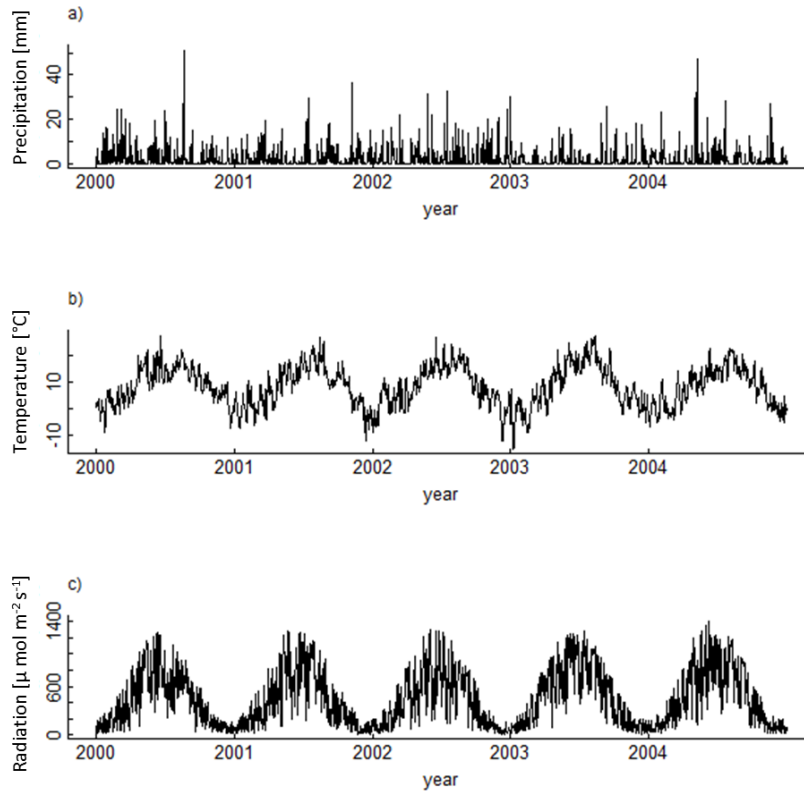 a)
Precipitation [mm]
40
20
0
2000 2001 2002 2003 2004
year
b)
Temperature [°C]
10
-10
2000 2001 2002 2003 2004
year
c)
Radiation [µ mol m⁻² s⁻¹]
1400
600
0
2000 2001 2002 2003 2004
year